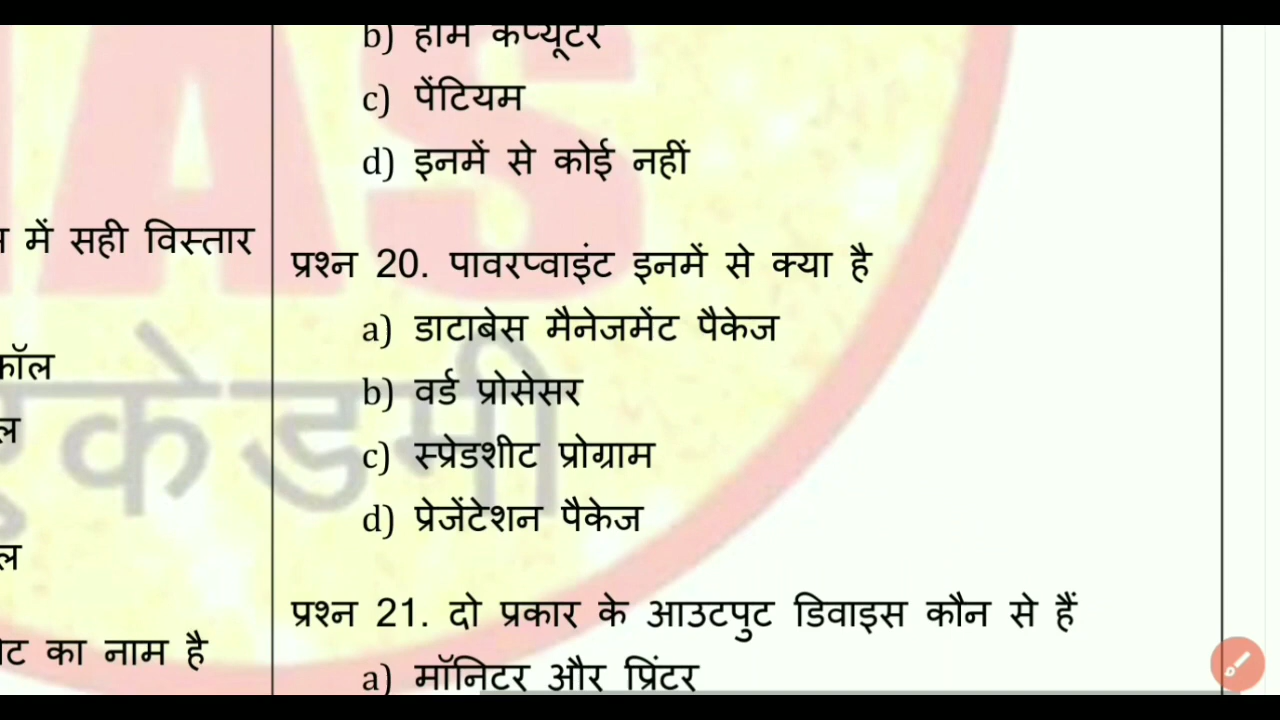 b) होम कंप्यूटर
c) पेंटियम
d) इनमें से कोई नहीं
में सही विस्तार
प्रश्न 20. पावरप्वाइंट इनमें से क्या है
a) डाटाबेस मैनेजमेंट पैकेज
b) वर्ड प्रोसेसर
c) स्प्रेडशीट प्रोग्राम
d) प्रेजेंटेशन पैकेज
प्रश्न 21. दो प्रकार के आउटपुट डिवाइस कौन से हैं
का नाम है
a) मॉनिटर और प्रिंटर